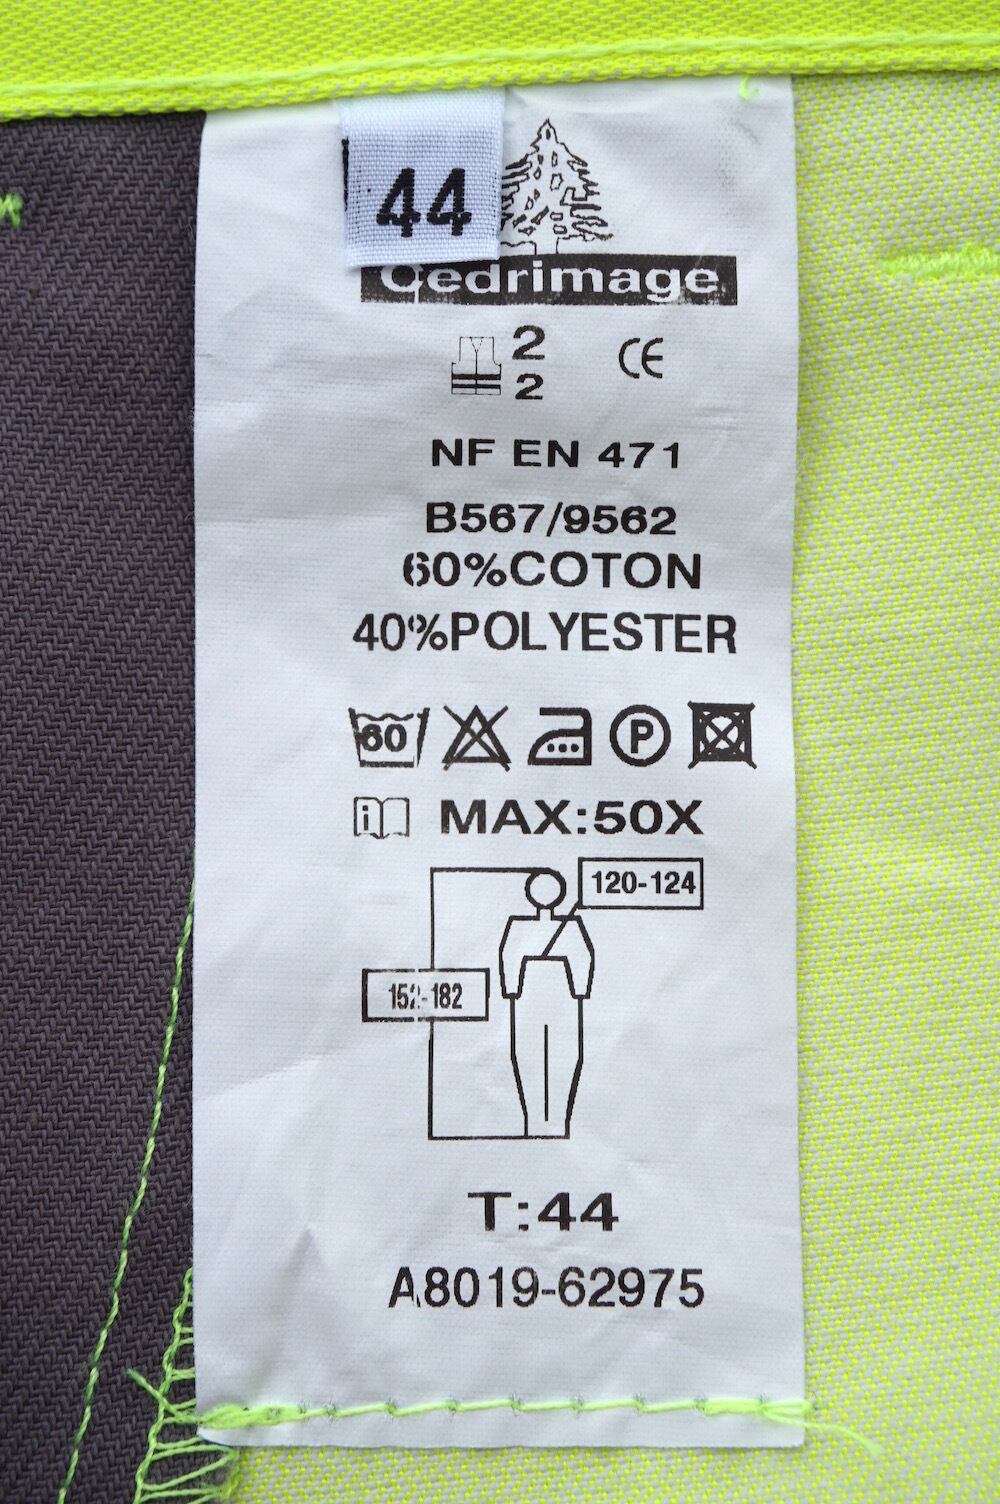 44
Cedrimage
2
CE
2
NF EN 471
B567/9562
60%COTON
40%POLYESTER
60 P
i MAX:50X
120-124
152-182
T:44
A8019-62975